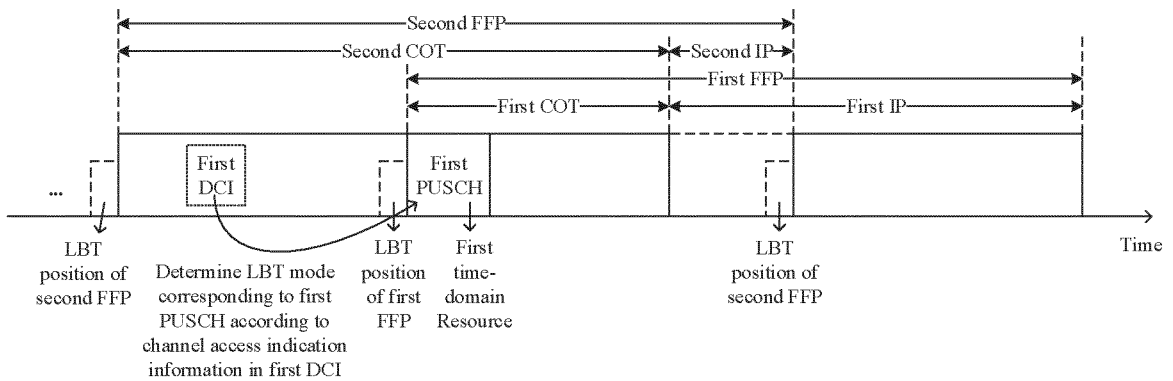 Second FFP
Second COT
Second IP
First FFP
First COT
First IP
First
DCI
First
PUSCH
...
LBT
position of
second FFP
Determine LBT mode
corresponding to first
PUSCH according to
channel access indication
information in first DCI
LBT
position
of first
FFP
First
time-
domain
Resource
LBT
position of
second FFP
Time